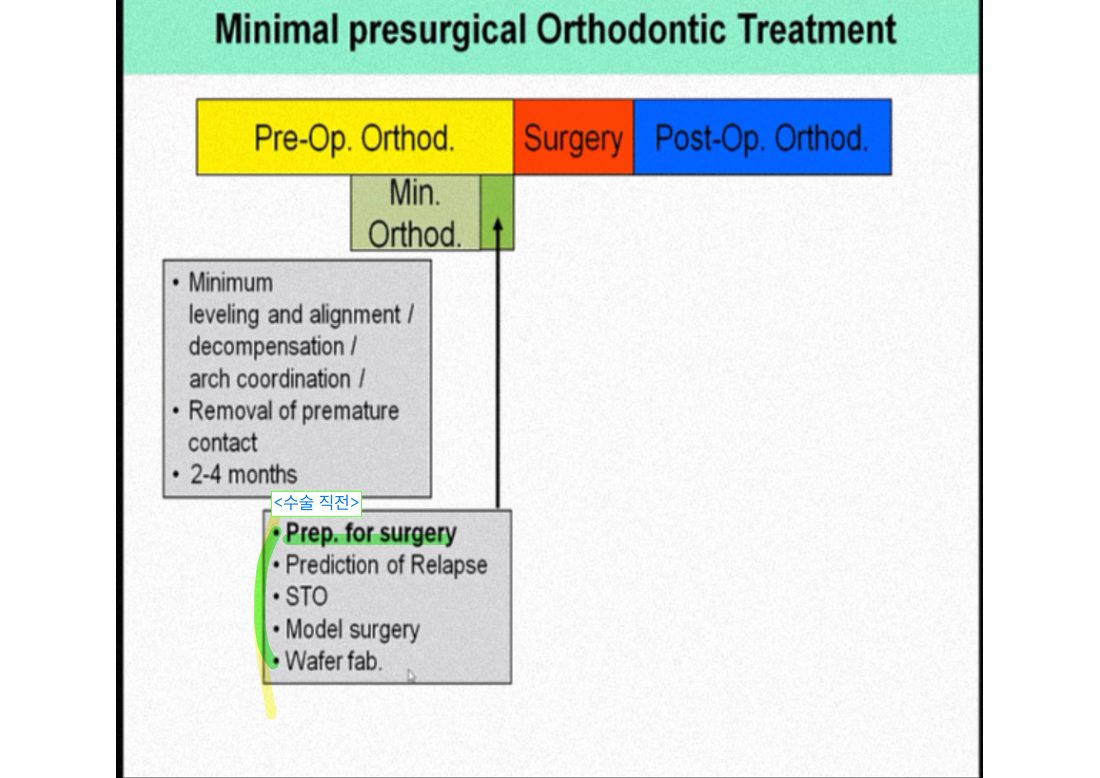 Minimal presurgical Orthodontic Treatment
Pre-Op. Orthod.
Surgery
Post-Op. Orthod.
Min.
Orthod.
• Minimum
leveling and alignment /
decompensation /
arch coordination /
• Removal of premature
contact
• 2-4 months
<수술 직전>
• Prep. for surgery
• Prediction of Relapse
• STO
• Model surgery
• Wafer fab.